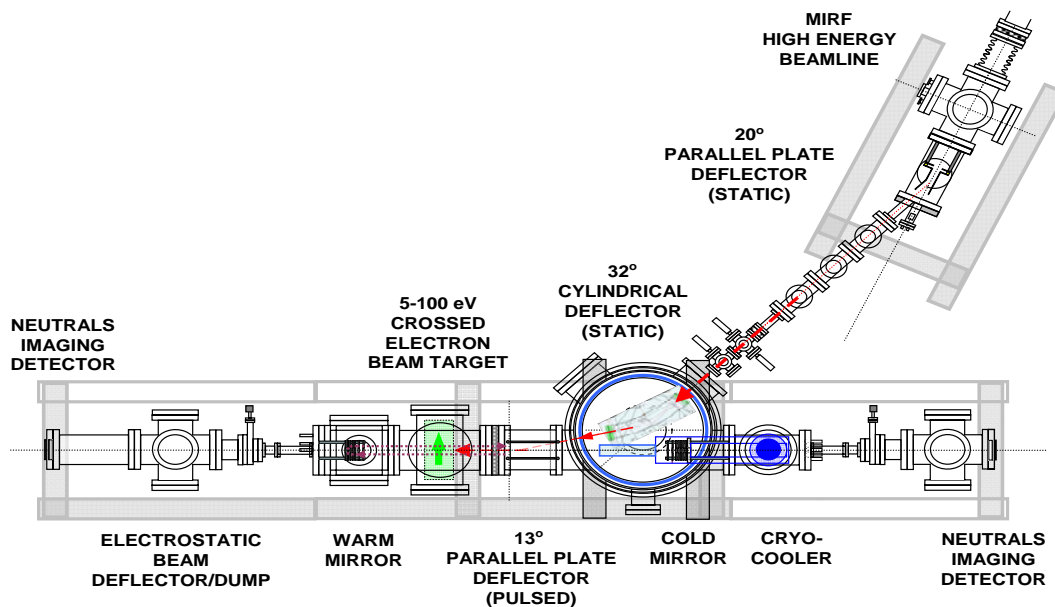 MIRF
HIGH ENERGY
BEAMLINE
20o
PARALLEL PLATE
DEFLECTOR
(STATIC)
32o
CYLINDRICAL
DEFLECTOR
(STATIC)
5-100 eV
CROSSED
ELECTRON
BEAM TARGET
NEUTRALS
IMAGING
DETECTOR
ELECTROSTATIC
BEAM
DEFLECTOR/DUMP
WARM
MIRROR
13o
PARALLEL PLATE
DEFLECTOR
(PULSED)
COLD
MIRROR
CRYO-
COOLER
NEUTRALS
IMAGING
DETECTOR